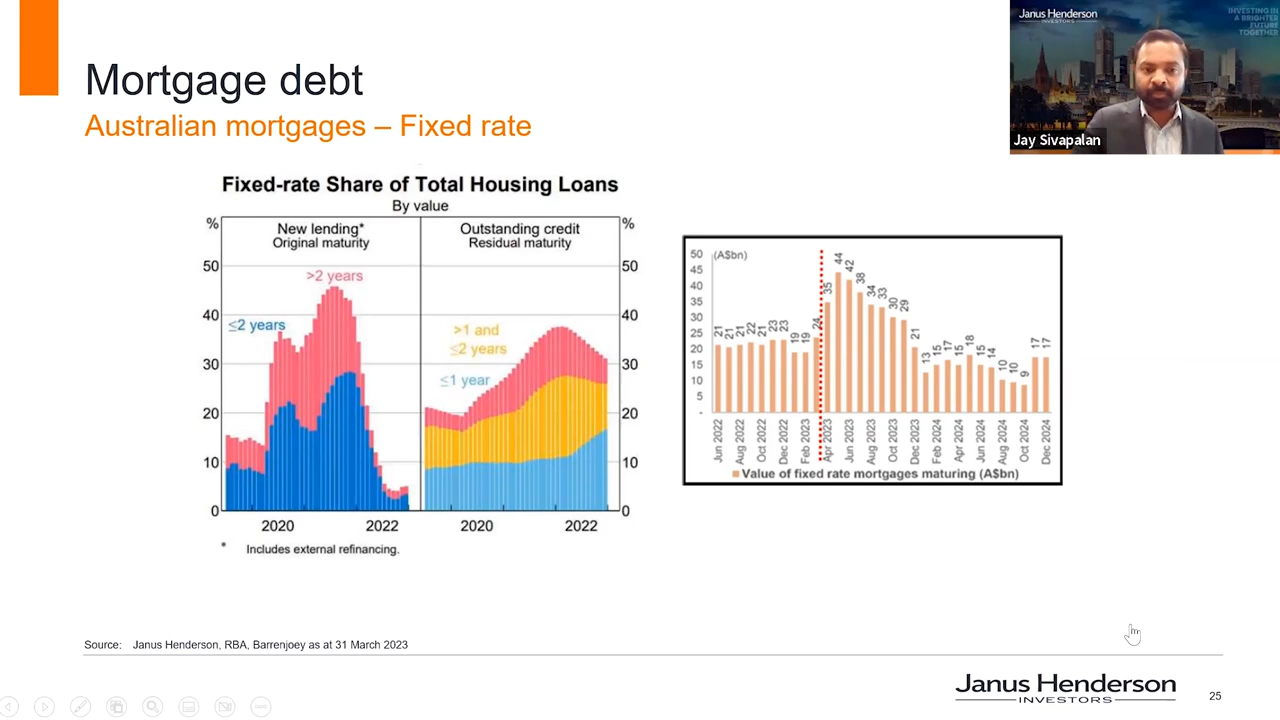 Mortgage debt
Australian mortgages – Fixed rate
Janus Henderson
INVESTORS
INVESTING IN
A BRIGHTER
FUTURE
TOGETHER
Jay Sivapalan
Fixed-rate Share of Total Housing Loans
By value
% New lending* Outstanding credit %
Original maturity Residual maturity
50 >2 years 50
40 ≤2 years >1 and 40
≤2 years
30 ≤1 year 30
20 20
10 10
0 0
2020 2022 2020 2022
* Includes external refinancing.
50 (A$bn)
45
40
35
30
25
20
15
10
5
-
21 21 21 22 21 23 23 19 19 24 35 44 42 38 34 33 30 29 21 13 15 17 15 18 15 14 10 10 9 17 17
Jun 2022 Aug 2022 Oct 2022 Dec 2022 Feb 2023 Apr 2023 Jun 2023 Aug 2023 Oct 2023 Dec 2023 Feb 2024 Apr 2024 Jun 2024 Aug 2024 Oct 2024 Dec 2024
Value of fixed rate mortgages maturing (A$bn)
Source: Janus Henderson, RBA, Barrenjoey as at 31 March 2023
Janus Henderson
INVESTORS
25